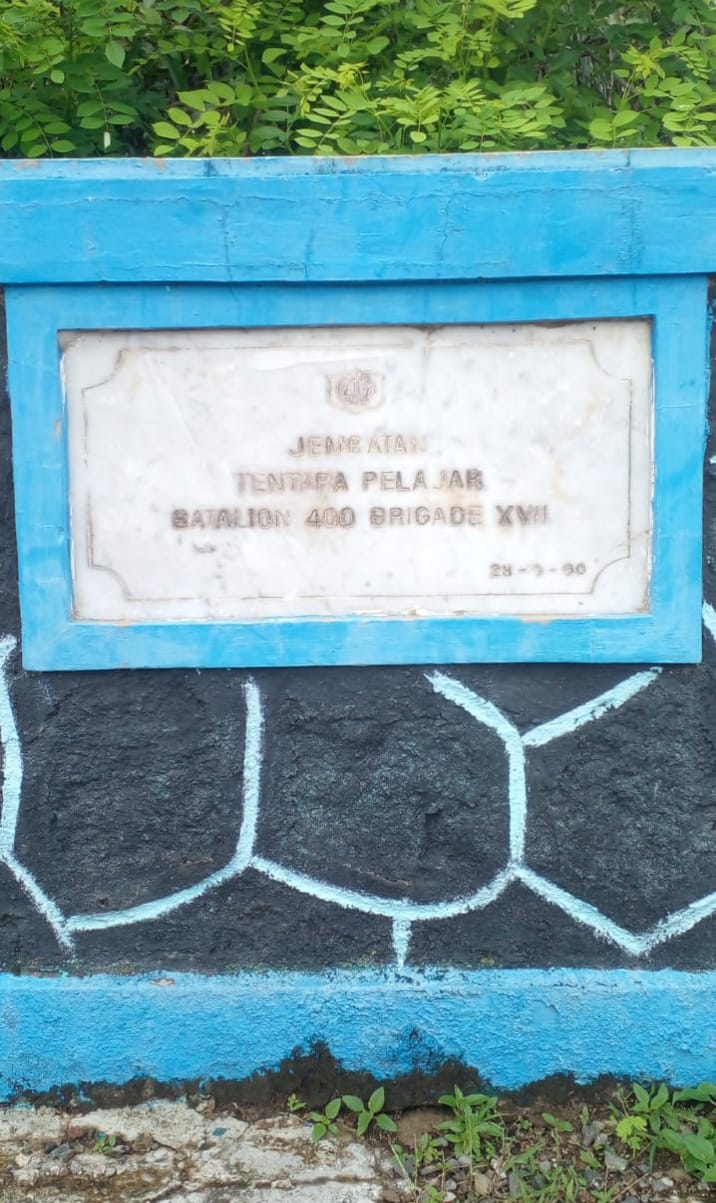 JEMBATAN
TENTARA PELAJAR
BATALION 400 BRIGADE XVII